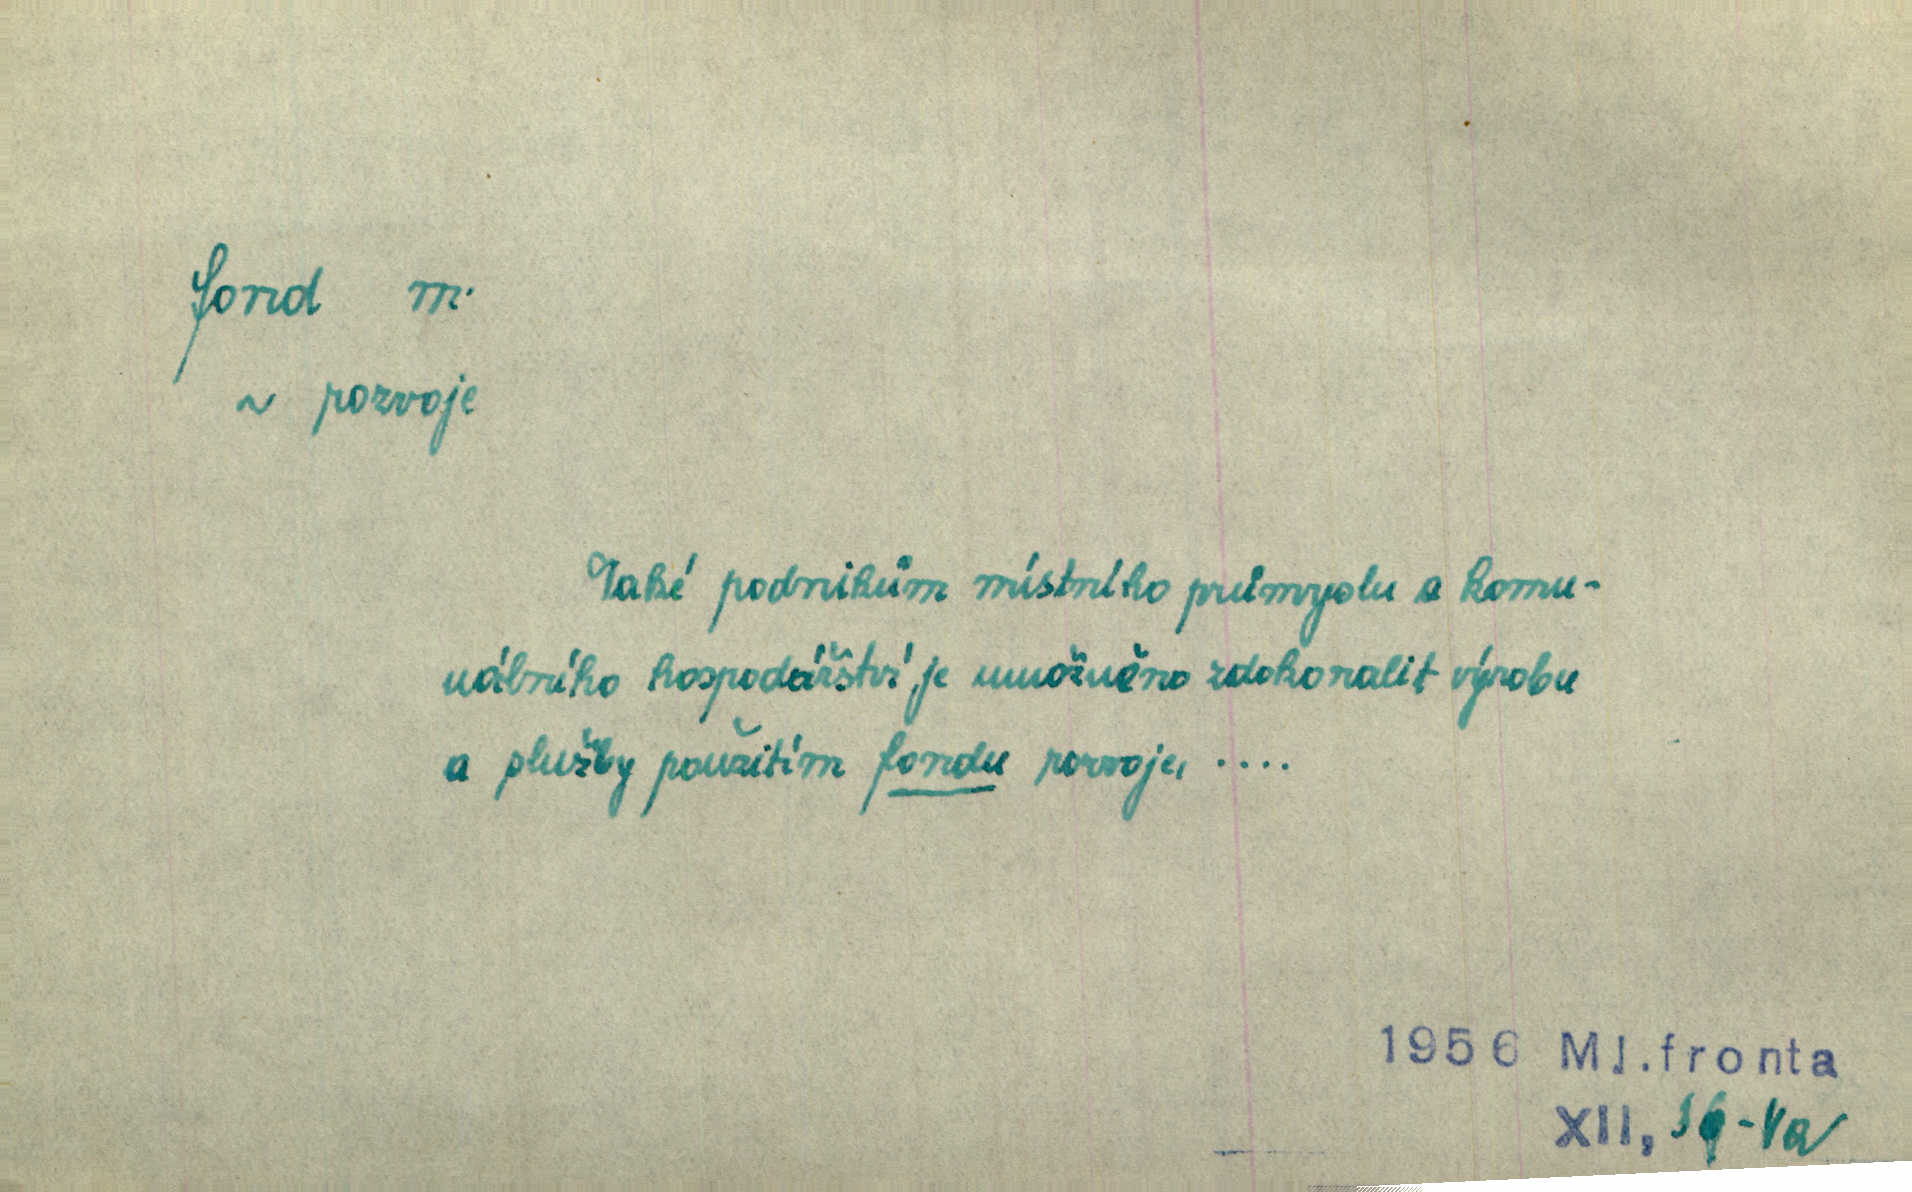 fond m.
~ rozvoje
Také podnikům místního průmyslu a komu-
nálního hospodářství je umožněno zdokonalit výrobu
a služby použitím fondu rozvoje, ....
1956 Ml.fronta
XII,